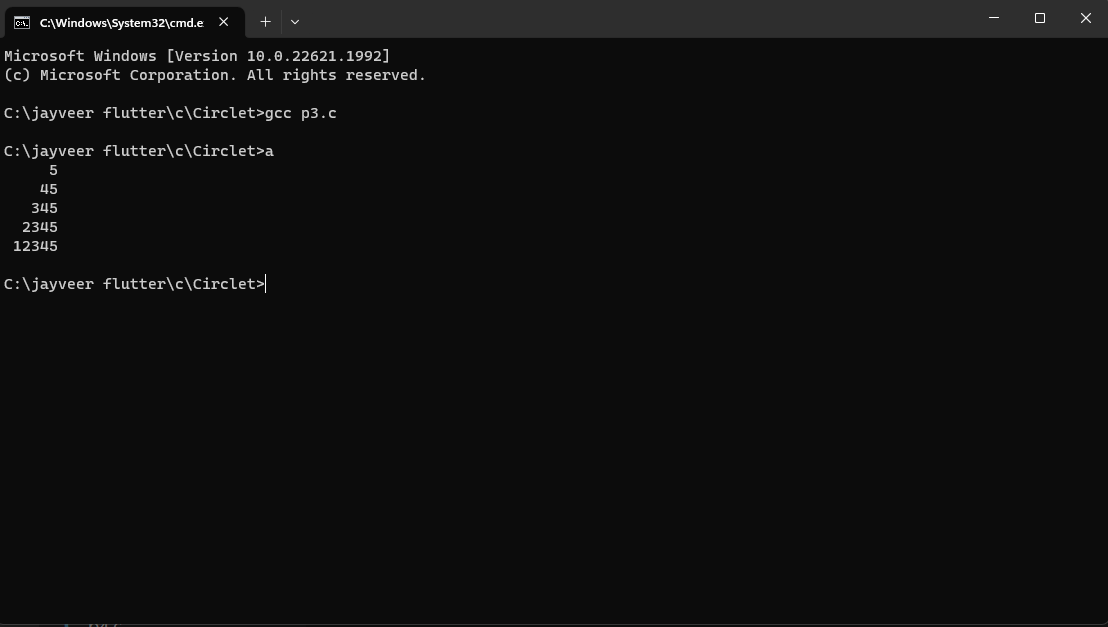 C:\Windows\System32\cmd.e
Microsoft Windows [Version 10.0.22621.1992]
(c) Microsoft Corporation. All rights reserved.
C:\jayveer flutter\c\Circlet>gcc p3.c
C:\jayveer flutter\c\Circlet>a
5
45
345
2345
12345
C:\jayveer flutter\c\Circlet>